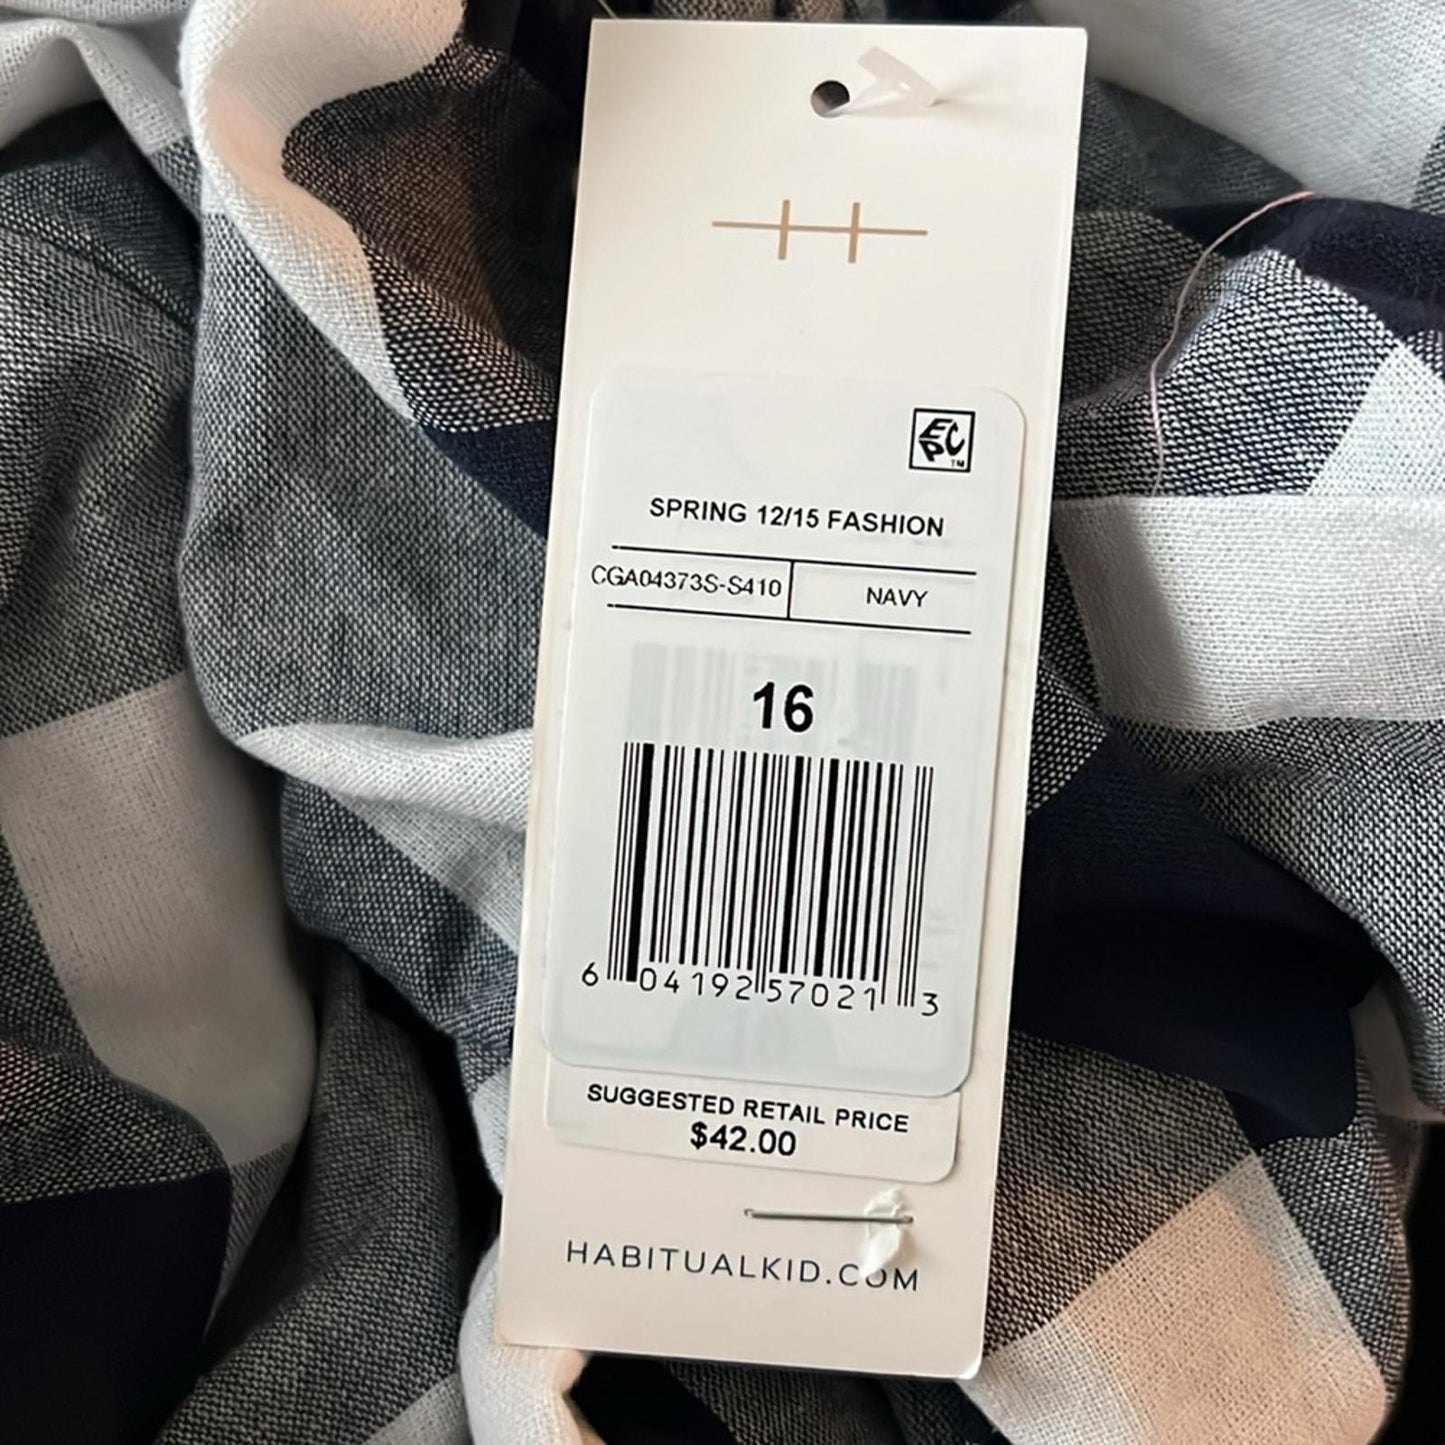 EPC™
SPRING 12/15 FASHION
CGA04373S-S410 NAVY
16
6 04192 57021 3
SUGGESTED RETAIL PRICE
$42.00
HABITUALKID.COM